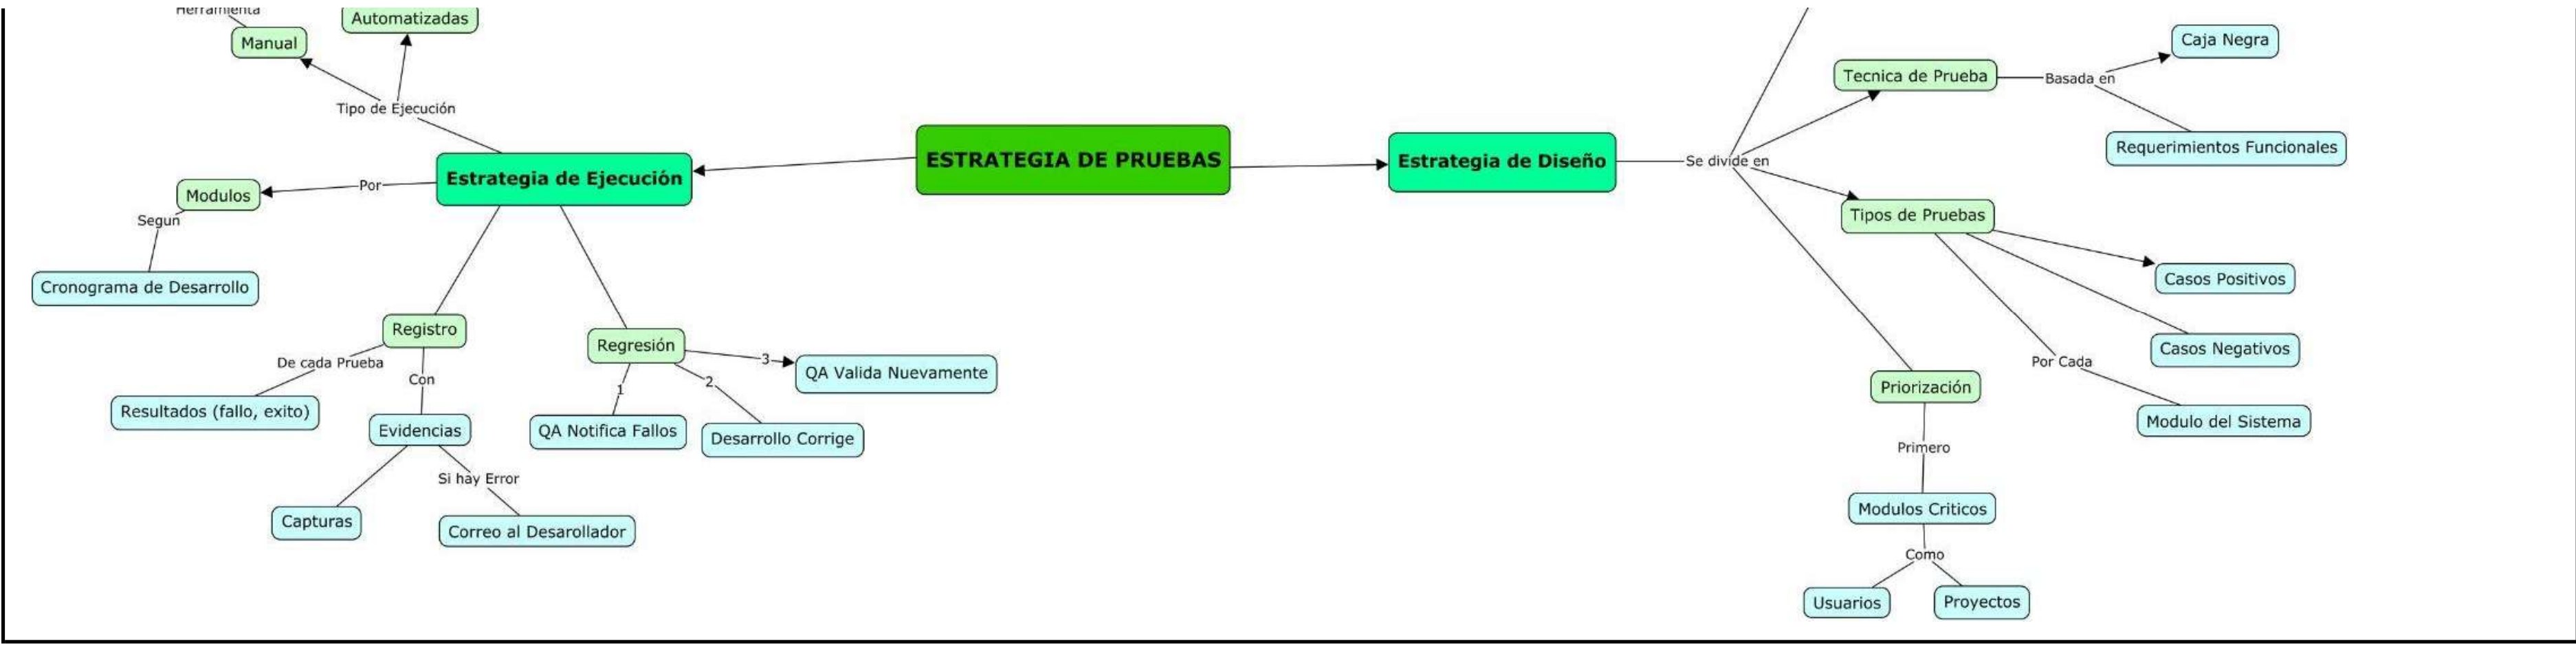 Herramienta
Automatizadas
Manual
Tipo de Ejecución
Estrategia de Ejecución
Por
Modulos
Segun
Cronograma de Desarrollo
Registro
De cada Prueba
Resultados (fallo, exito)
Con
Evidencias
Capturas
Si hay Error
Correo al Desarollador
Regresión
1
QA Notifica Fallos
2
Desarrollo Corrige
3
QA Valida Nuevamente
ESTRATEGIA DE PRUEBAS
Estrategia de Diseño
Se divide en
Tecnica de Prueba
Basada en
Caja Negra
Requerimientos Funcionales
Tipos de Pruebas
Casos Positivos
Casos Negativos
Por Cada
Modulo del Sistema
Priorización
Primero
Modulos Criticos
Como
Usuarios
Proyectos